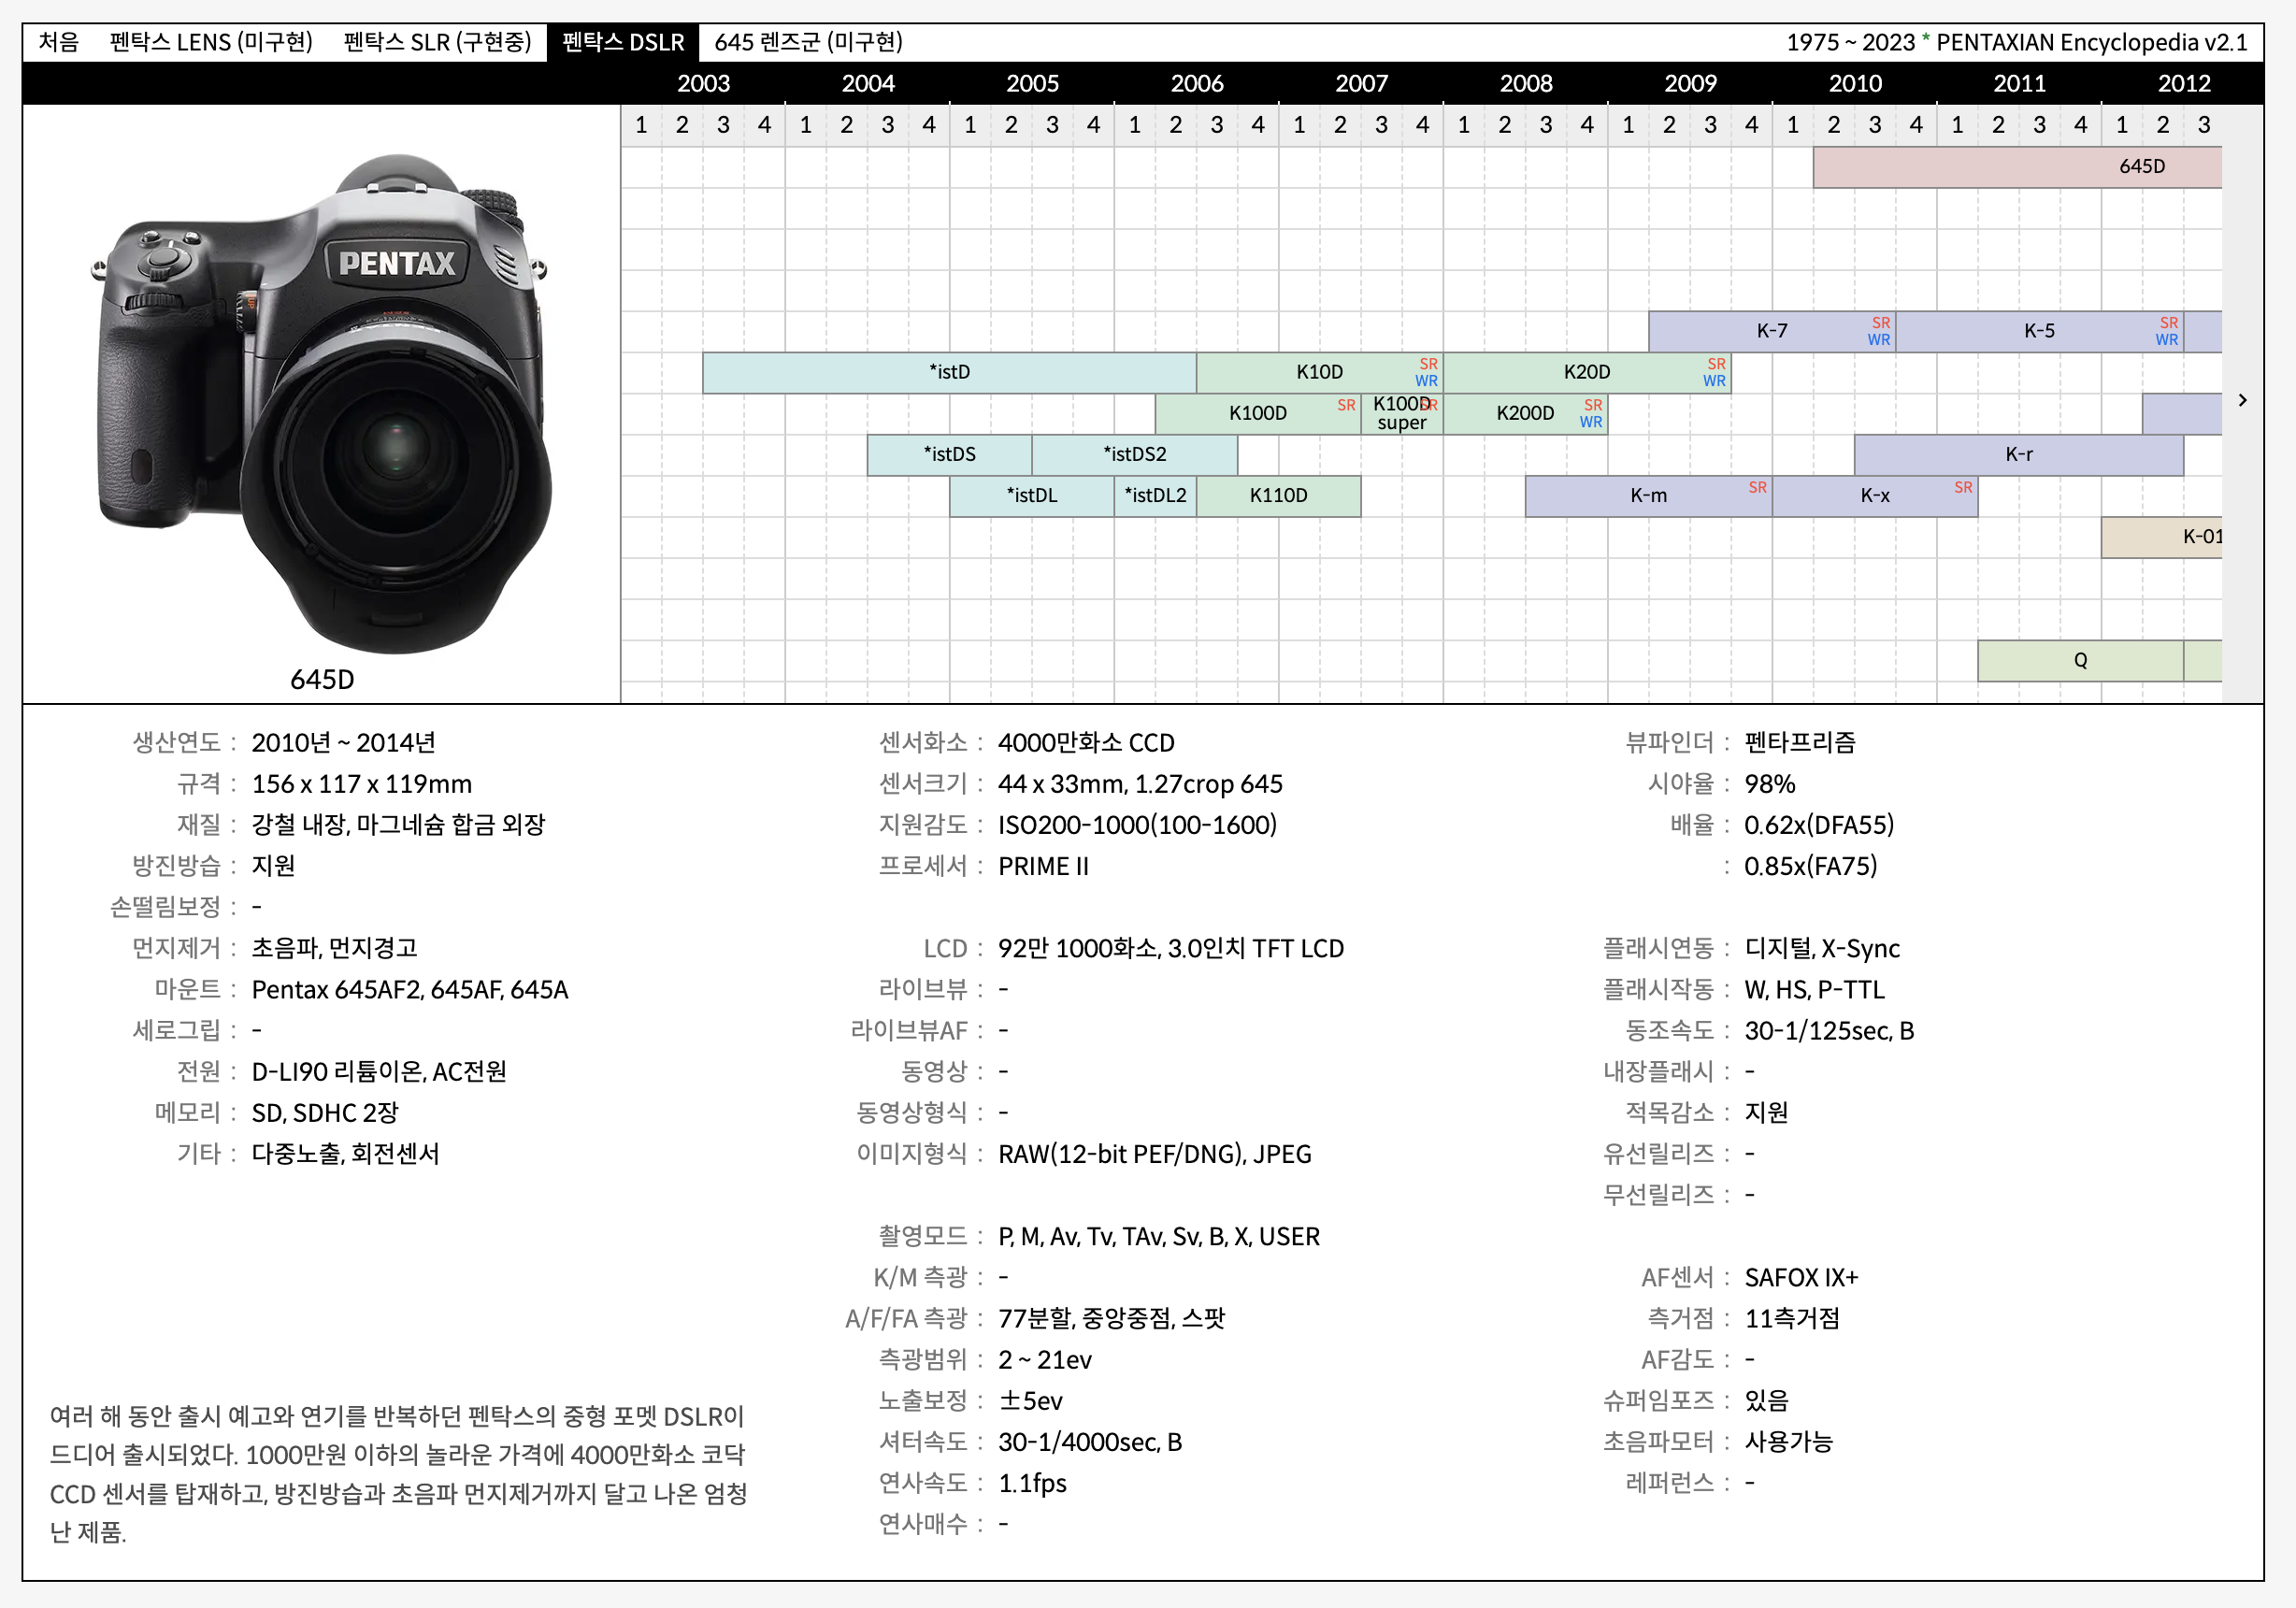 처음 펜탁스 LENS (미구현) 펜탁스 SLR (구현중) 펜탁스 DSLR 645 렌즈군 (미구현) 1975 ~ 2023 * PENTAXIAN Encyclopedia v2.1
2003 2004 2005 2006 2007 2008 2009 2010 2011 2012
1 2 3 4 1 2 3 4 1 2 3 4 1 2 3 4 1 2 3 4 1 2 3 4 1 2 3 4 1 2 3 4 1 2 3 4 1 2 3
645D
K-7 SR WR K-5 SR WR
*istD K10D SR WR K20D SR WR
K100D SR K100D super SR K200D SR WR
*istDS *istDS2 K-r
*istDL *istDL2 K110D K-m SR K-x SR
K-01
Q
PENTAX
645D
생산연도 : 2010년 ~ 2014년
규격 : 156 x 117 x 119mm
재질 : 강철 내장, 마그네슘 합금 외장
방진방습 : 지원
손떨림보정 : -
먼지제거 : 초음파, 먼지경고
마운트 : Pentax 645AF2, 645AF, 645A
세로그립 : -
전원 : D-LI90 리튬이온, AC전원
메모리 : SD, SDHC 2장
기타 : 다중노출, 회전센서
여러 해 동안 출시 예고와 연기를 반복하던 펜탁스의 중형 포멧 DSLR이
드디어 출시되었다. 1000만원 이하의 놀라운 가격에 4000만화소 코닥
CCD 센서를 탑재하고, 방진방습과 초음파 먼지제거까지 달고 나온 엄청
난 제품.
센서화소 : 4000만화소 CCD
센서크기 : 44 x 33mm, 1.27crop 645
지원감도 : ISO200-1000(100-1600)
프로세서 : PRIME II
LCD : 92만 1000화소, 3.0인치 TFT LCD
라이브뷰 : -
라이브뷰AF : -
동영상 : -
동영상형식 : -
이미지형식 : RAW(12-bit PEF/DNG), JPEG
촬영모드 : P, M, Av, Tv, TAv, Sv, B, X, USER
K/M 측광 : -
A/F/FA 측광 : 77분할, 중앙중점, 스팟
측광범위 : 2 ~ 21ev
노출보정 : ±5ev
셔터속도 : 30-1/4000sec, B
연사속도 : 1.1fps
연사매수 : -
뷰파인더 : 펜타프리즘
시야율 : 98%
배율 : 0.62x(DFA55)
: 0.85x(FA75)
플래시연동 : 디지털, X-Sync
플래시작동 : W, HS, P-TTL
동조속도 : 30-1/125sec, B
내장플래시 : -
적목감소 : 지원
유선릴리즈 : -
무선릴리즈 : -
AF센서 : SAFOX IX+
측거점 : 11측거점
AF감도 : -
슈퍼임포즈 : 있음
초음파모터 : 사용가능
레퍼런스 : -